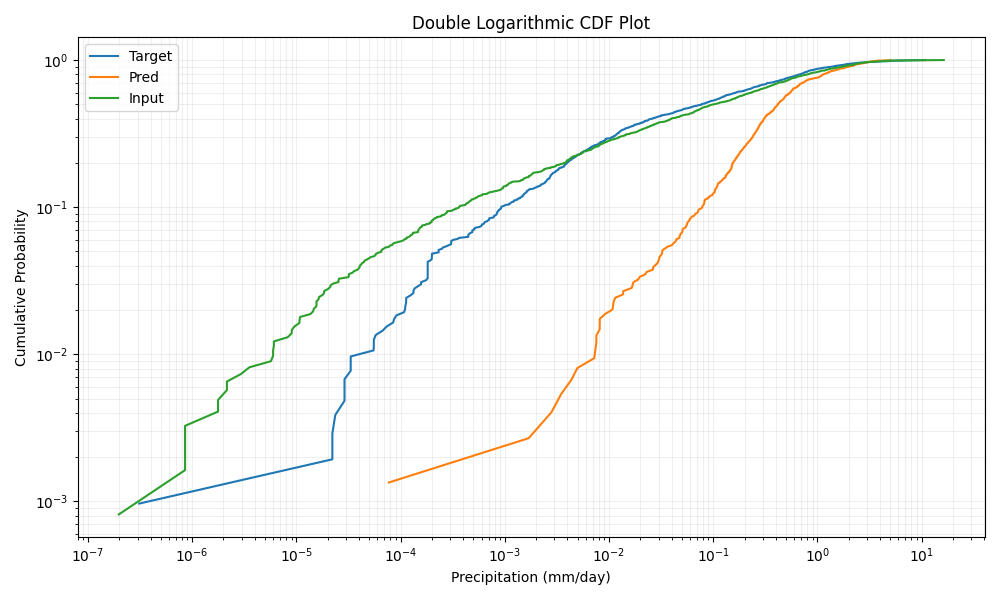 Double Logarithmic CDF Plot
Target
Pred
Input
Cumulative Probability
10⁰
10⁻¹
10⁻²
10⁻³
10⁻⁷ 10⁻⁶ 10⁻⁵ 10⁻⁴ 10⁻³ 10⁻² 10⁻¹ 10⁰ 10¹
Precipitation (mm/day)